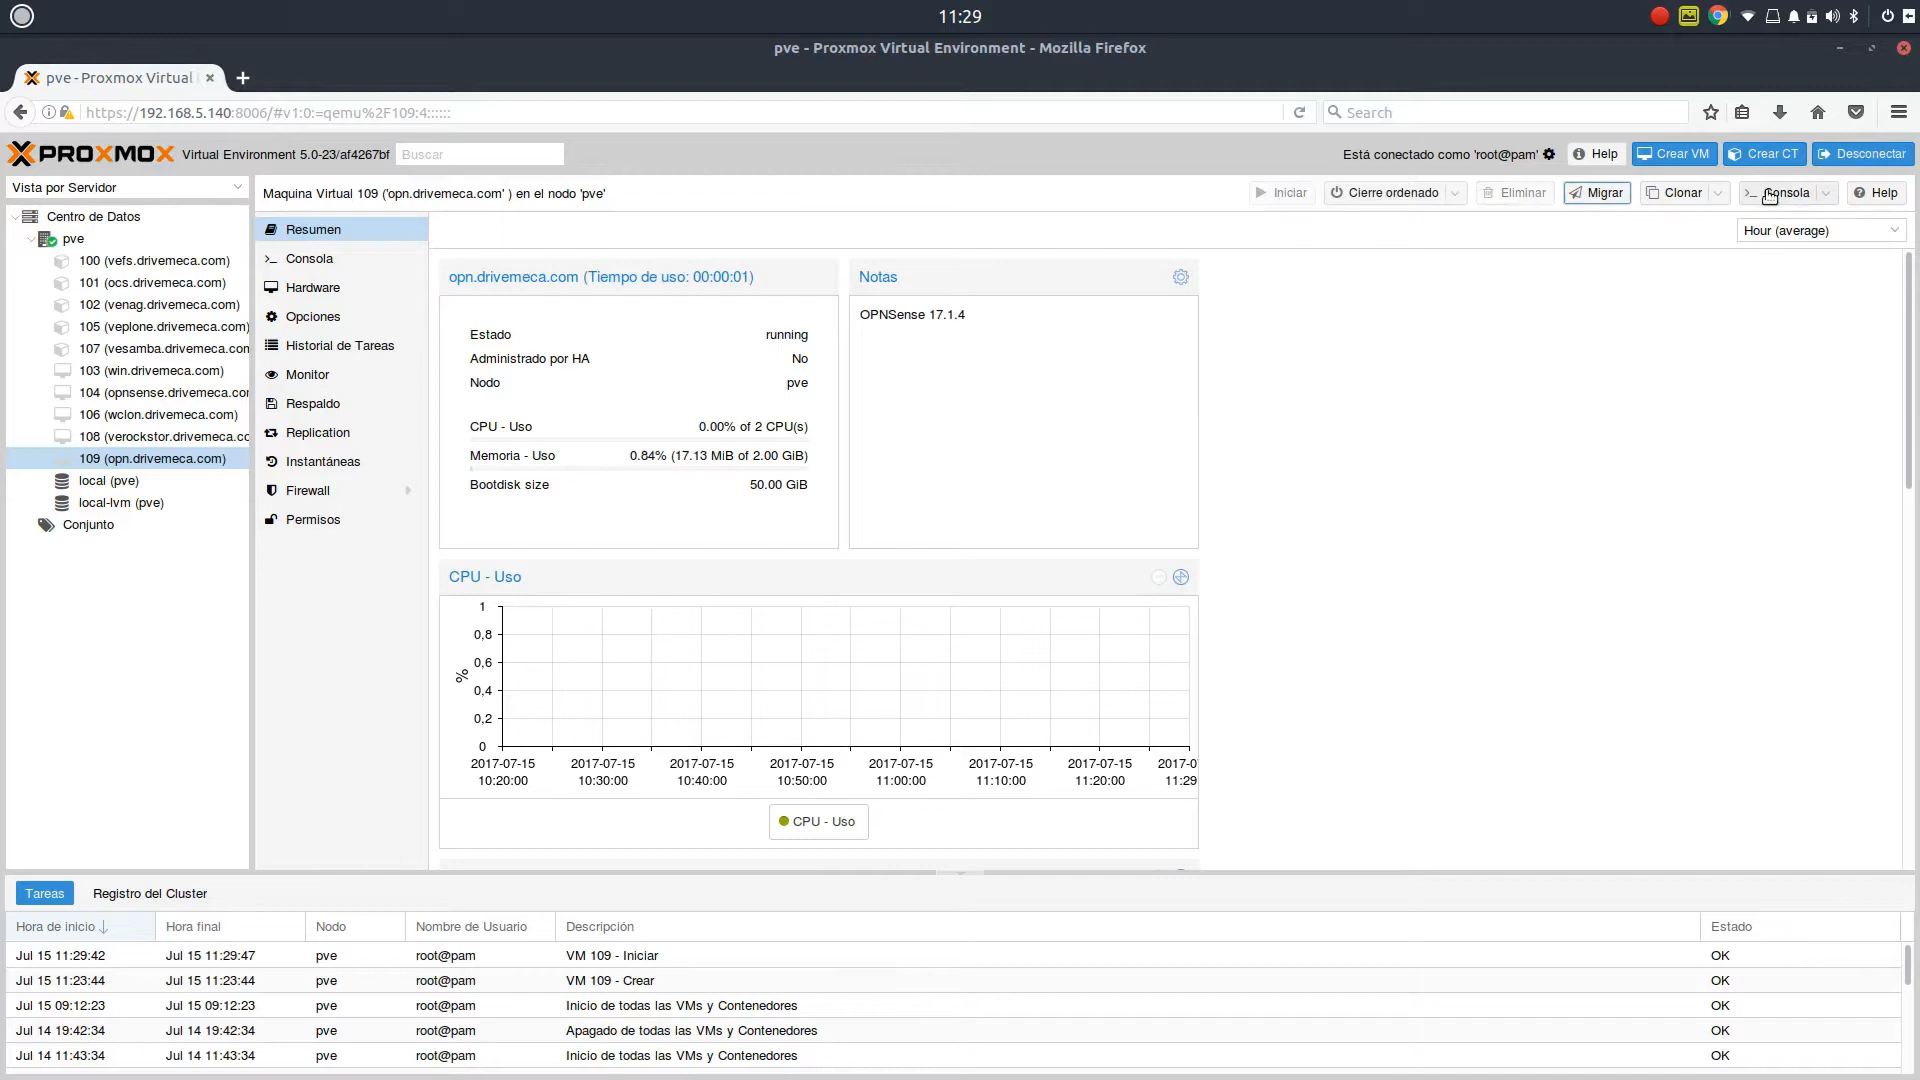 11:29
pve - Proxmox Virtual Environment - Mozilla Firefox
pve - Proxmox Virtual
https://192.168.5.140:8006/#v1:0:=qemu%2F109:4::::::
Search
PROXMOX Virtual Environment 5.0-23/af4267bf Buscar
Está conectado como 'root@pam' Help Crear VM Crear CT Desconectar
Vista por Servidor
Maquina Virtual 109 ('opn.drivemeca.com' ) en el nodo 'pve'
Iniciar Cierre ordenado Eliminar Migrar Clonar Consola Help
Hour (average)
Centro de Datos
pve
100 (vefs.drivemeca.com)
101 (ocs.drivemeca.com)
102 (venag.drivemeca.com)
105 (veplone.drivemeca.com)
107 (vesamba.drivemeca.com
103 (win.drivemeca.com)
104 (opnsense.drivemeca.com
106 (wclon.drivemeca.com)
108 (verockstor.drivemeca.co
109 (opn.drivemeca.com)
local (pve)
local-lvm (pve)
Conjunto
Resumen
Consola
Hardware
Opciones
Historial de Tareas
Monitor
Respaldo
Replication
Instantáneas
Firewall
Permisos
opn.drivemeca.com (Tiempo de uso: 00:00:01)
Estado running
Administrado por HA No
Nodo pve
CPU - Uso 0.00% of 2 CPU(s)
Memoria - Uso 0.84% (17.13 MiB of 2.00 GiB)
Bootdisk size 50.00 GiB
Notas
OPNSense 17.1.4
CPU - Uso
%
1
0,8
0,6
0,4
0,2
0
2017-07-15 2017-07-15 2017-07-15 2017-07-15 2017-07-15 2017-07-15 2017-07-15 2017-0
10:20:00 10:30:00 10:40:00 10:50:00 11:00:00 11:10:00 11:20:00 11:29
CPU - Uso
Tareas Registro del Cluster
Hora de inicio Hora final Nodo Nombre de Usuario Descripción Estado
Jul 15 11:29:42 Jul 15 11:29:47 pve root@pam VM 109 - Iniciar OK
Jul 15 11:23:44 Jul 15 11:23:44 pve root@pam VM 109 - Crear OK
Jul 15 09:12:23 Jul 15 09:12:23 pve root@pam Inicio de todas las VMs y Contenedores OK
Jul 14 19:42:34 Jul 14 19:42:34 pve root@pam Apagado de todas las VMs y Contenedores OK
Jul 14 11:43:34 Jul 14 11:43:34 pve root@pam Inicio de todas las VMs y Contenedores OK